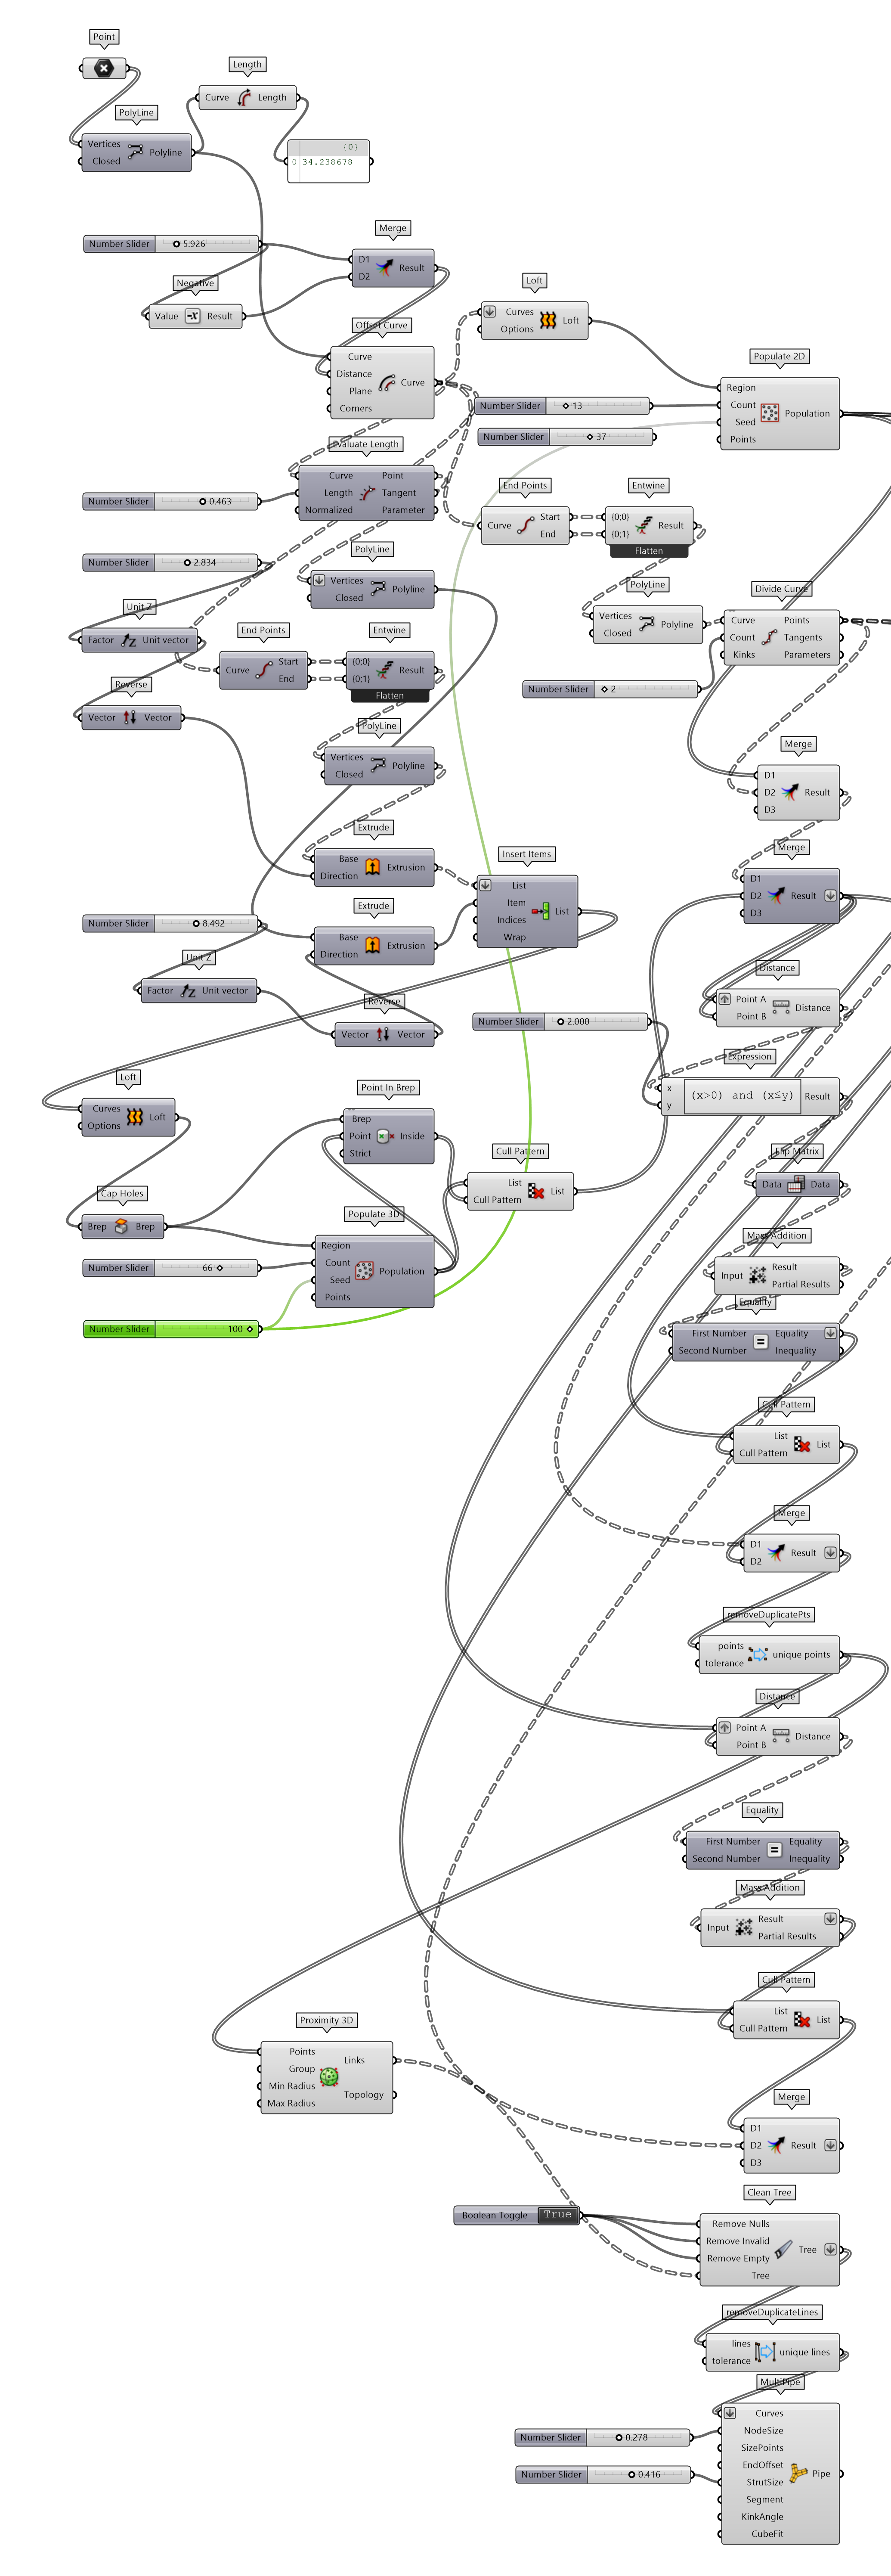 Point
Length
Curve Length
PolyLine
Vertices Polyline
Closed
{0}
0 34.238678
Number Slider 5.926
Merge
D1 Result
D2
Negative
Value -x Result
Loft
Curves Loft
Options
Offset Curve
Curve Curve
Distance
Plane
Corners
Populate 2D
Region
Count Population
Seed
Points
Number Slider 13
Number Slider 37
Evaluate Length
Curve Point
Length Tangent
Normalized Parameter
Number Slider 0.463
End Points
Curve Start
End
Entwine
{0;0} Result
{0;1}
Flatten
Number Slider 2.834
PolyLine
Vertices Polyline
Closed
PolyLine
Vertices Polyline
Closed
Divide Curve
Curve Points
Count Tangents
Kinks Parameters
Unit Z
Factor Z Unit vector
End Points
Curve Start
End
Entwine
{0;0} Result
{0;1}
Flatten
Number Slider 2
Reverse
Vector Vector
PolyLine
Vertices Polyline
Closed
Merge
D1
D2 Result
D3
Extrude
Base Extrusion
Direction
Insert Items
List
Item List
Indices
Wrap
Merge
D1
D2 Result
D3
Number Slider 8.492
Extrude
Base Extrusion
Direction
Unit Z
Factor Z Unit vector
Distance
Point A Distance
Point B
Reverse
Vector Vector
Number Slider 2.000
Expression
x (x>0) and (x≤y) Result
y
Loft
Curves Loft
Options
Point In Brep
Brep
Point Inside
Strict
Cull Pattern
List List
Cull Pattern
Flip Matrix
Data Data
Cap Holes
Brep Brep
Populate 3D
Region
Count Population
Seed
Points
Number Slider 66
Number Slider 100
Mass Addition
Input Result
Partial Results
Equality
First Number = Equality
Second Number Inequality
Cull Pattern
List List
Cull Pattern
Merge
D1 Result
D2
removeDuplicatePts
points unique points
tolerance
Distance
Point A Distance
Point B
Equality
First Number = Equality
Second Number Inequality
Mass Addition
Input Result
Partial Results
Cull Pattern
List List
Cull Pattern
Proximity 3D
Points Links
Group
Min Radius Topology
Max Radius
Merge
D1
D2 Result
D3
Boolean Toggle True
Clean Tree
Remove Nulls
Remove Invalid Tree
Remove Empty
Tree
removeDuplicateLines
lines unique lines
tolerance
MultiPipe
Curves
NodeSize
SizePoints
EndOffset
StrutSize Pipe
Segment
KinkAngle
CubeFit
Number Slider 0.278
Number Slider 0.416